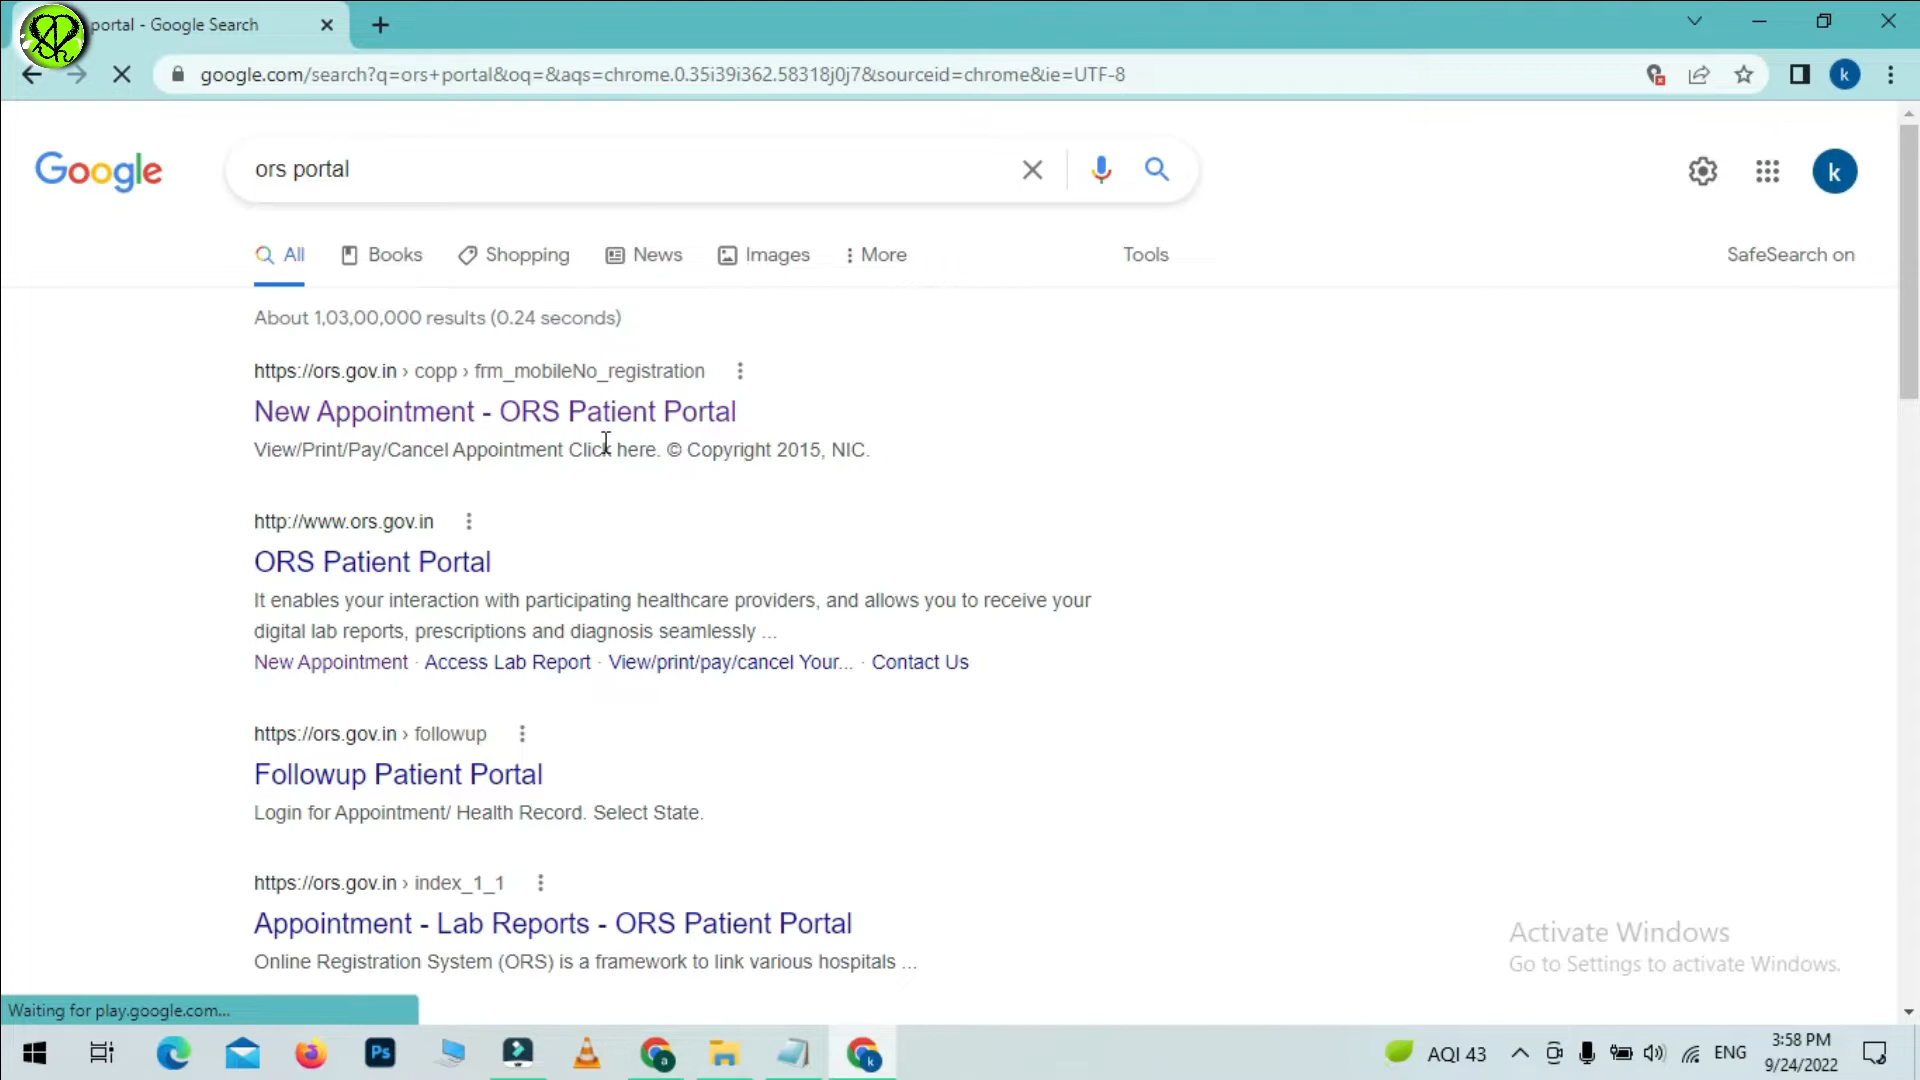 portal - Google Search
google.com/search?q=ors+portal&oq=&aqs=chrome.0.35i39i362.58318j0j7&sourceid=chrome&ie=UTF-8
k
Google
ors portal
k
All
Books
Shopping
News
Images
More
Tools
SafeSearch on
About 1,03,00,000 results (0.24 seconds)
https://ors.gov.in › copp › frm_mobileNo_registration
New Appointment - ORS Patient Portal
View/Print/Pay/Cancel Appointment Click here. © Copyright 2015, NIC.
http://www.ors.gov.in
ORS Patient Portal
It enables your interaction with participating healthcare providers, and allows you to receive your
digital lab reports, prescriptions and diagnosis seamlessly ...
New Appointment · Access Lab Report · View/print/pay/cancel Your... · Contact Us
https://ors.gov.in › followup
Followup Patient Portal
Login for Appointment/ Health Record. Select State.
https://ors.gov.in › index_1_1
Appointment - Lab Reports - ORS Patient Portal
Online Registration System (ORS) is a framework to link various hospitals ...
Activate Windows
Go to Settings to activate Windows.
Waiting for play.google.com...
Ps
a
k
AQI 43
ENG
3:58 PM
9/24/2022